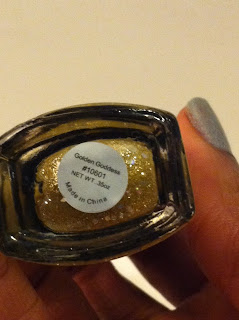 Golden Goddess
#10601
NET WT .35oz
Made in China